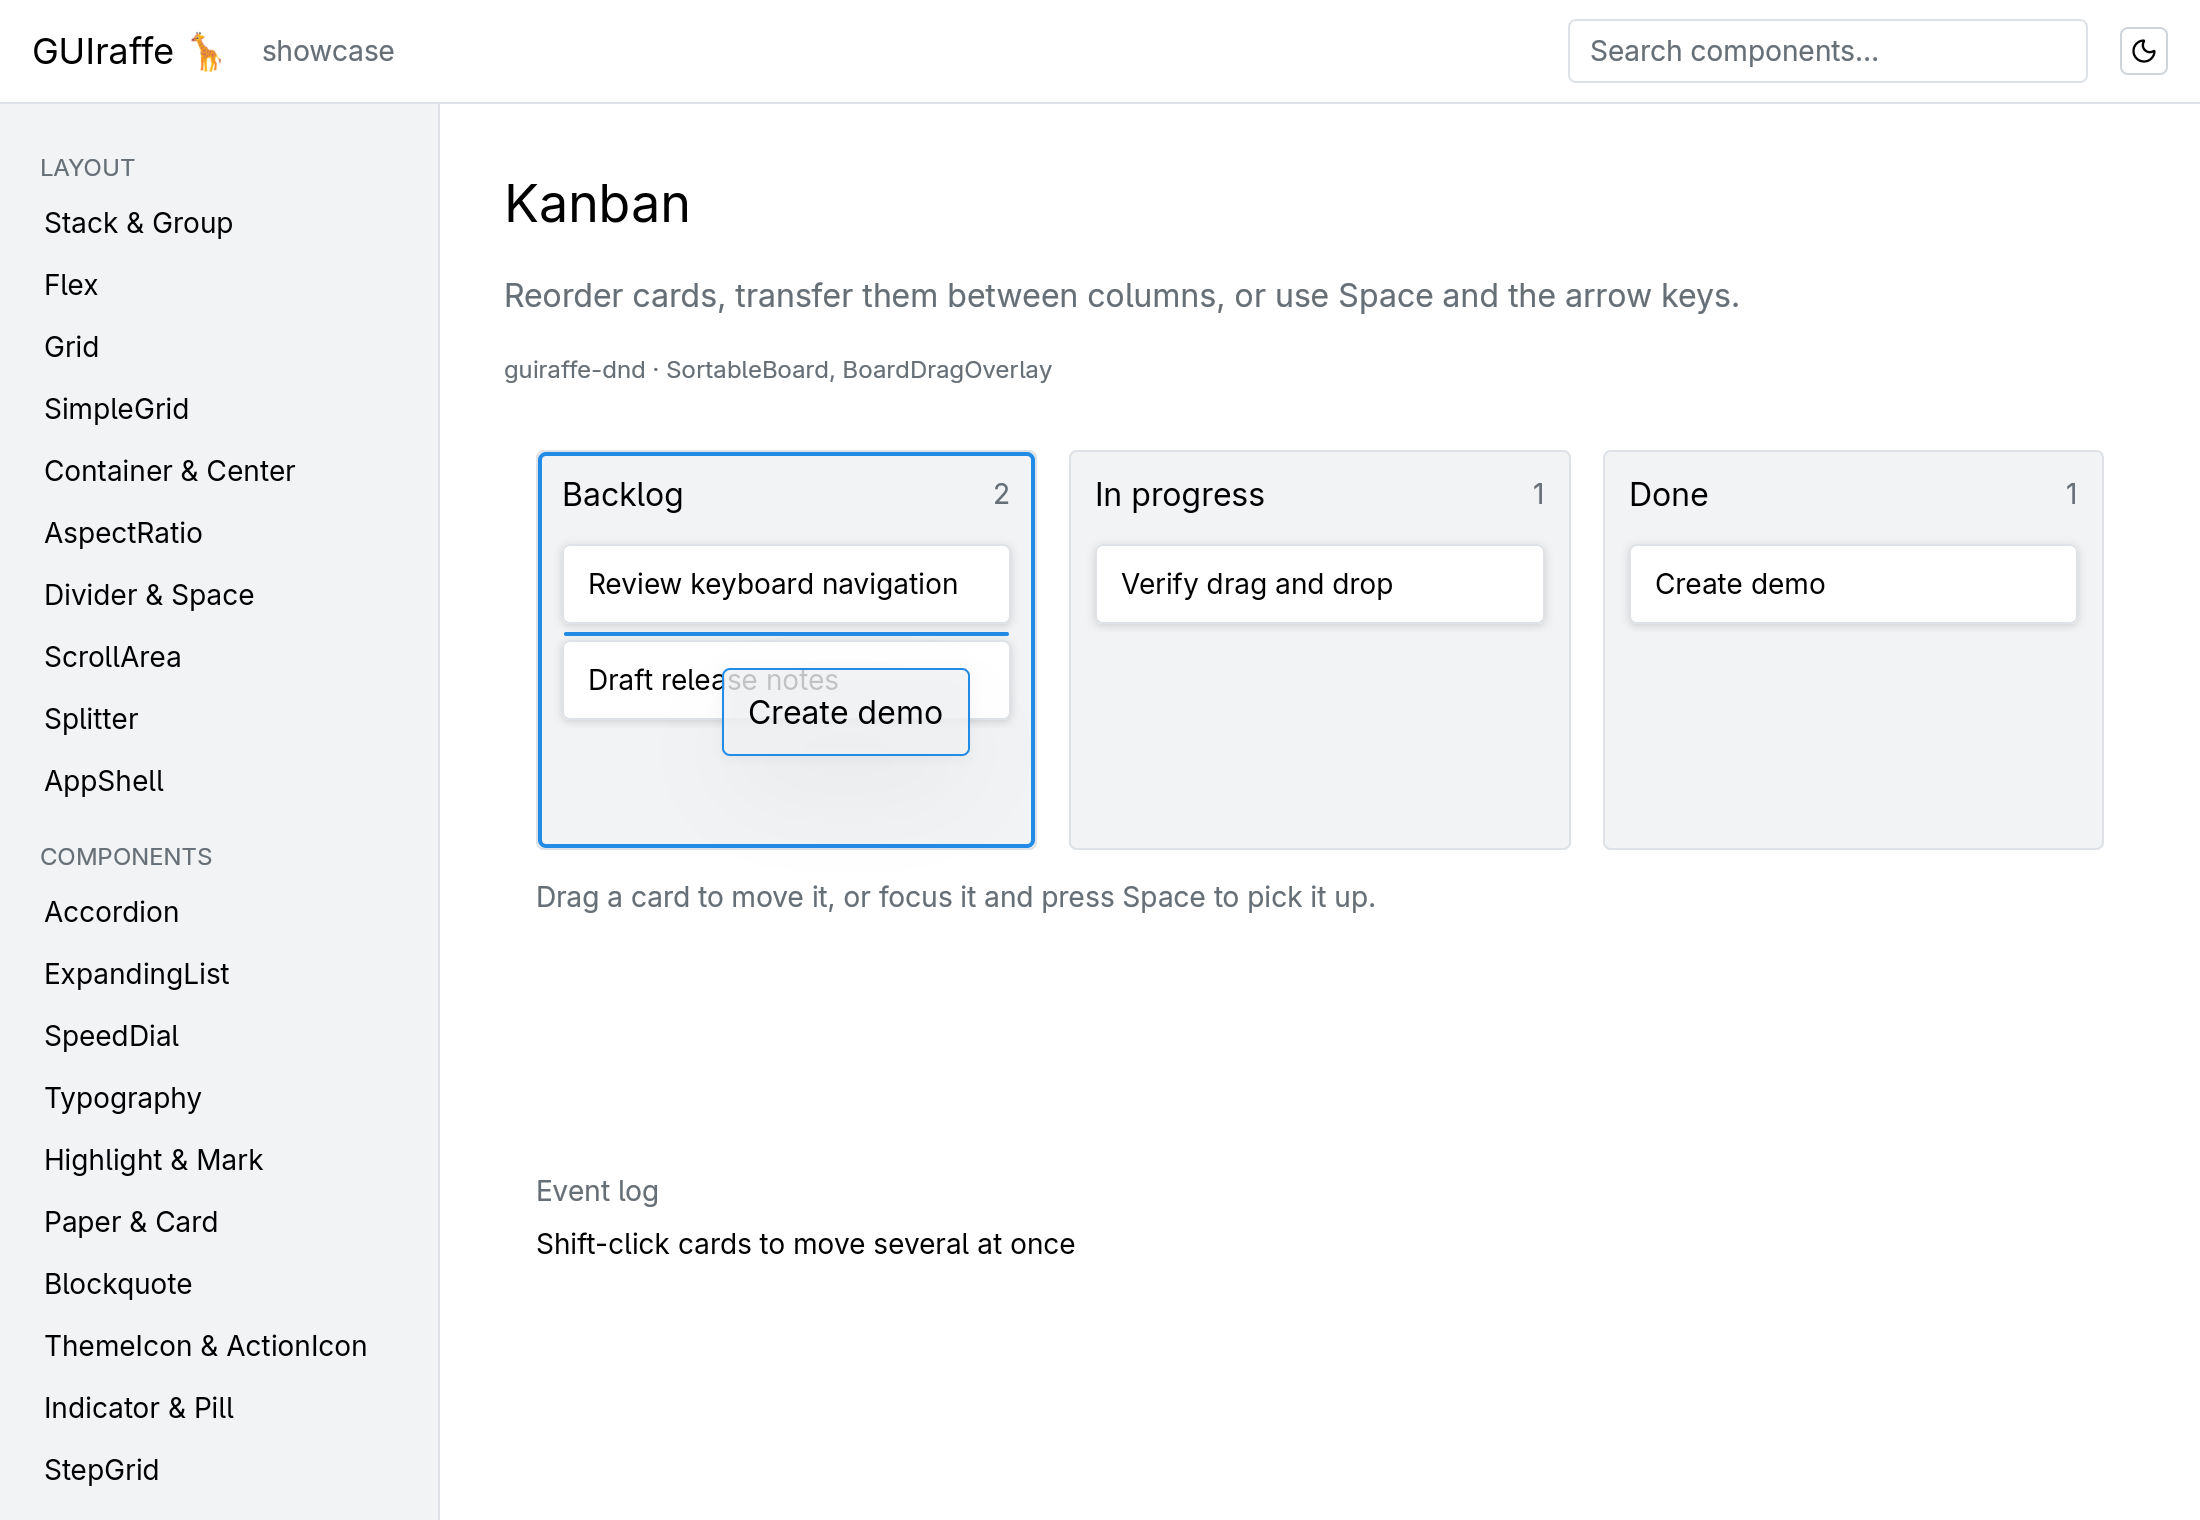 GUIraffe 🦒 showcase
Search components...
LAYOUT
Stack & Group
Flex
Grid
SimpleGrid
Container & Center
AspectRatio
Divider & Space
ScrollArea
Splitter
AppShell
COMPONENTS
Accordion
ExpandingList
SpeedDial
Typography
Highlight & Mark
Paper & Card
Blockquote
ThemeIcon & ActionIcon
Indicator & Pill
StepGrid
Kanban
Reorder cards, transfer them between columns, or use Space and the arrow keys.
guiraffe-dnd · SortableBoard, BoardDragOverlay
Backlog 2
Review keyboard navigation
Draft release notes
Create demo
In progress 1
Verify drag and drop
Done 1
Create demo
Drag a card to move it, or focus it and press Space to pick it up.
Event log
Shift-click cards to move several at once